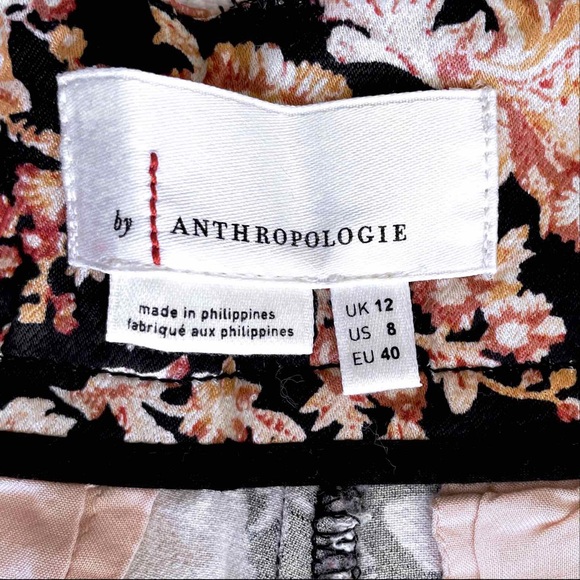 by ANTHROPOLOGIE
made in philippines
fabriqué aux philippines
UK 12
US 8
EU 40